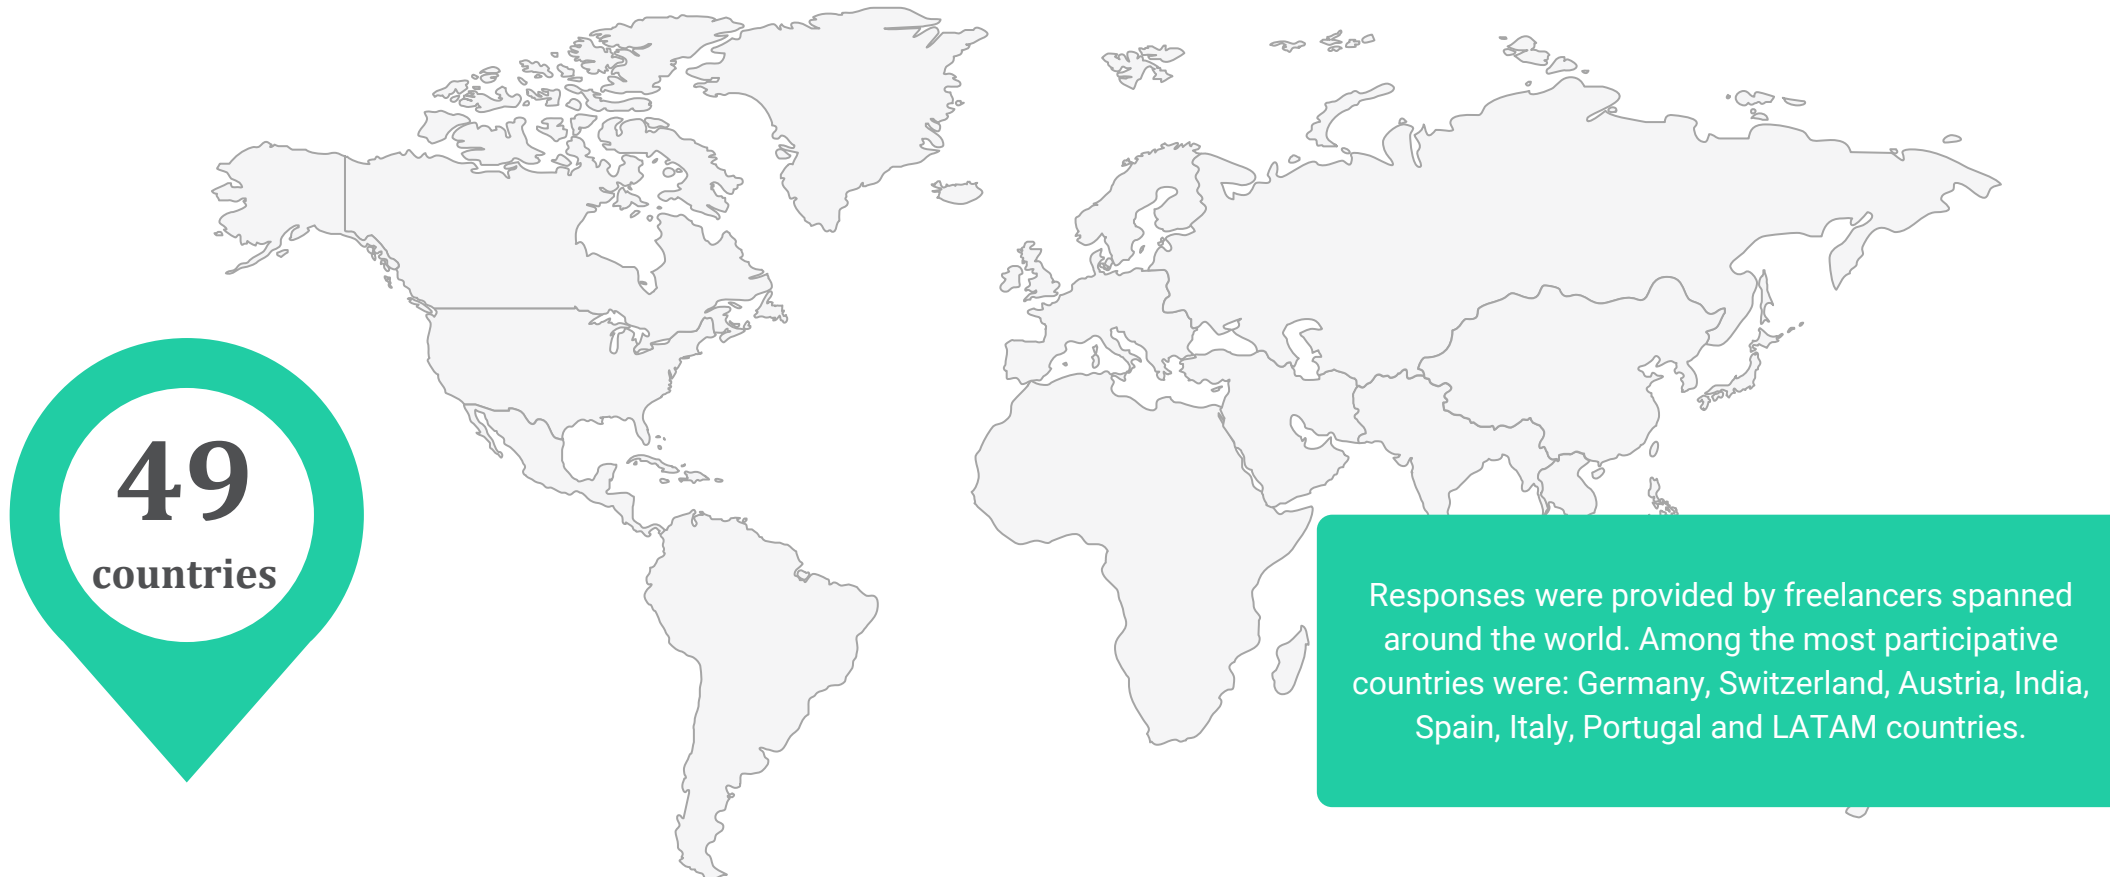 49
countries
Responses were provided by freelancers spanned
around the world. Among the most participative
countries were: Germany, Switzerland, Austria, India,
Spain, Italy, Portugal and LATAM countries.